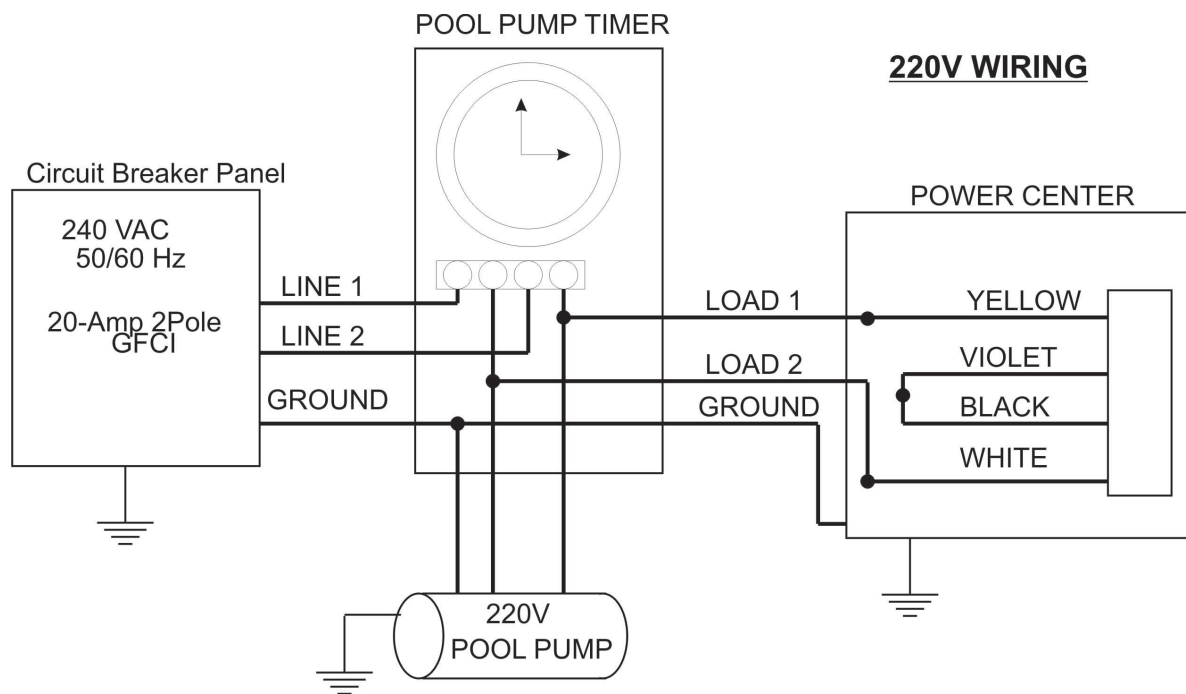 POOL PUMP TIMER
220V WIRING
Circuit Breaker Panel
240 VAC
50/60 Hz
20-Amp 2Pole
GFCI
LINE 1
LINE 2
GROUND
LOAD 1
LOAD 2
GROUND
POWER CENTER
YELLOW
VIOLET
BLACK
WHITE
220V
POOL PUMP